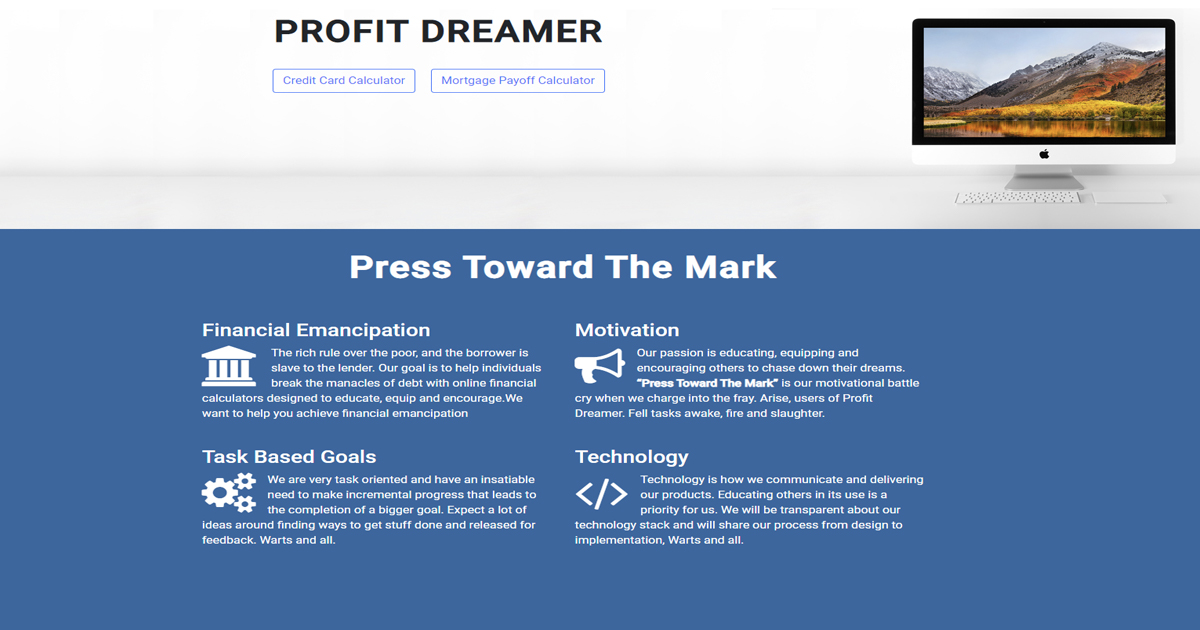 PROFIT DREAMER
Credit Card Calculator
Mortgage Payoff Calculator
Press Toward The Mark
Financial Emancipation
The rich rule over the poor, and the borrower is
slave to the lender. Our goal is to help individuals
break the manacles of debt with online financial
calculators designed to educate, equip and encourage.We
want to help you achieve financial emancipation
Motivation
Our passion is educating, equipping and
encouraging others to chase down their dreams.
“Press Toward The Mark” is our motivational battle
cry when we charge into the fray. Arise, users of Profit
Dreamer. Fell tasks awake, fire and slaughter.
Task Based Goals
We are very task oriented and have an insatiable
need to make incremental progress that leads to
the completion of a bigger goal. Expect a lot of
ideas around finding ways to get stuff done and released for
feedback. Warts and all.
Technology
Technology is how we communicate and delivering
our products. Educating others in its use is a
priority for us. We will be transparent about our
technology stack and will share our process from design to
implementation, Warts and all.